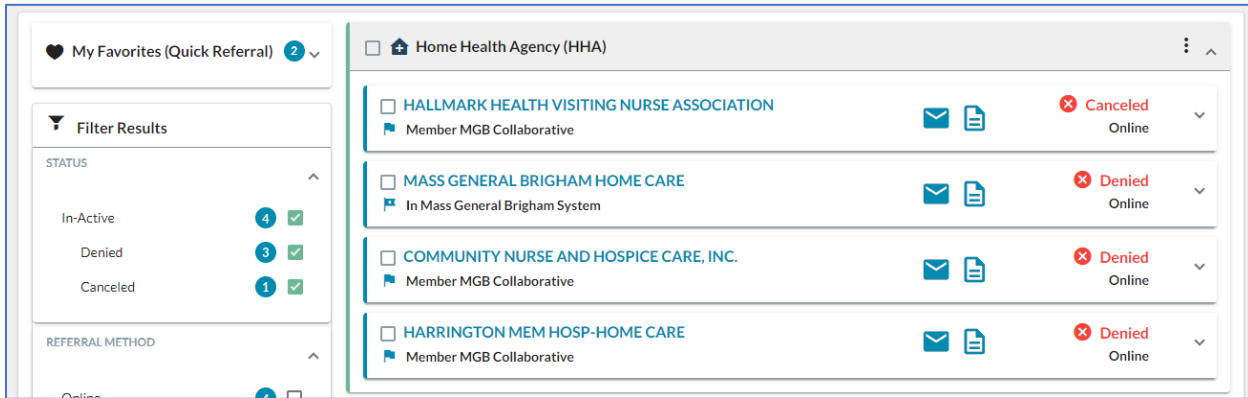 My Favorites (Quick Referral) 2
Filter Results
STATUS
In-Active 4
Denied 3
Canceled 1
REFERRAL METHOD
Online 4
Home Health Agency (HHA)
HALLMARK HEALTH VISITING NURSE ASSOCIATION
Canceled
Member MGB Collaborative
Online
MASS GENERAL BRIGHAM HOME CARE
Denied
In Mass General Brigham System
Online
COMMUNITY NURSE AND HOSPICE CARE, INC.
Denied
Member MGB Collaborative
Online
HARRINGTON MEM HOSP-HOME CARE
Denied
Member MGB Collaborative
Online